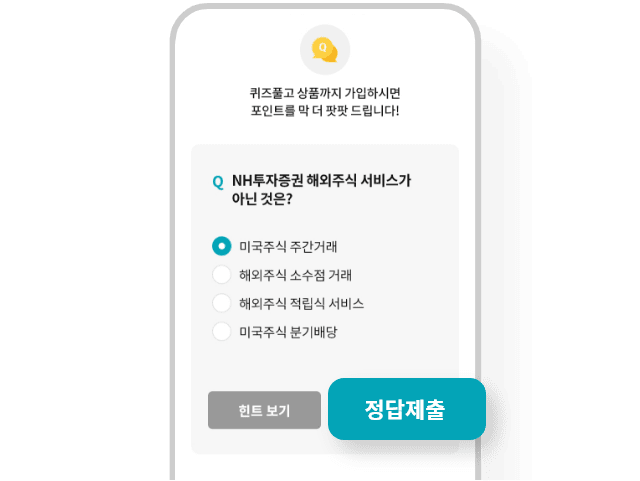 Q
퀴즈풀고 상품까지 가입하시면
포인트를 막 더 팟팟 드립니다!
Q NH투자증권 해외주식 서비스가
아닌 것은?
미국주식 주간거래
해외주식 소수점 거래
해외주식 적립식 서비스
미국주식 분기배당
힌트 보기
정답제출